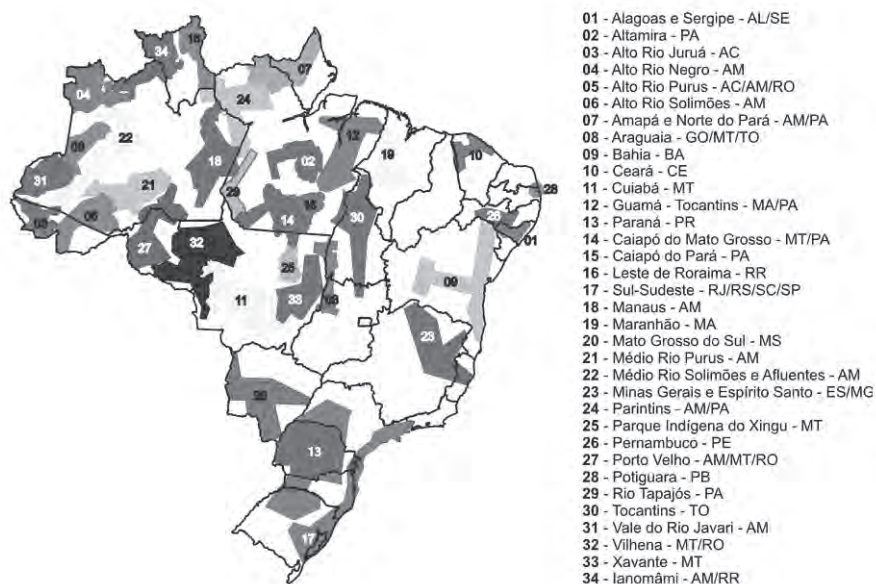 01 - Alagoas e Sergipe - AL/SE
02 - Altamira - PA
03 - Alto Rio Juruá - AC
04 - Alto Rio Negro - AM
05 - Alto Rio Purus - AC/AM/RO
06 - Alto Rio Solimões - AM
07 - Amapá e Norte do Pará - AM/PA
08 - Araguaia - GO/MT/TO
09 - Bahia - BA
10 - Ceará - CE
11 - Cuiabá - MT
12 - Guamá - Tocantins - MA/PA
13 - Paraná - PR
14 - Caiapó do Mato Grosso - MT/PA
15 - Caiapó do Pará - PA
16 - Leste de Roraima - RR
17 - Sul-Sudeste - RJ/RS/SC/SP
18 - Manaus - AM
19 - Maranhão - MA
20 - Mato Grosso do Sul - MS
21 - Médio Rio Purus - AM
22 - Médio Rio Solimões e Afluentes - AM
23 - Minas Gerais e Espírito Santo - ES/MG
24 - Parintins - AM/PA
25 - Parque Indígena do Xingu - MT
26 - Pernambuco - PE
27 - Porto Velho - AM/MT/RO
28 - Potiguara - PB
29 - Rio Tapajós - PA
30 - Tocantins - TO
31 - Vale do Rio Javari - AM
32 - Vilhena - MT/RO
33 - Xavante - MT
34 - Ianomâmi - AM/RR
34
04
07
24
22
12
18
02
19
10
31
21
29
28
14
30
26
01
27
32
09
11
33
23
13
17